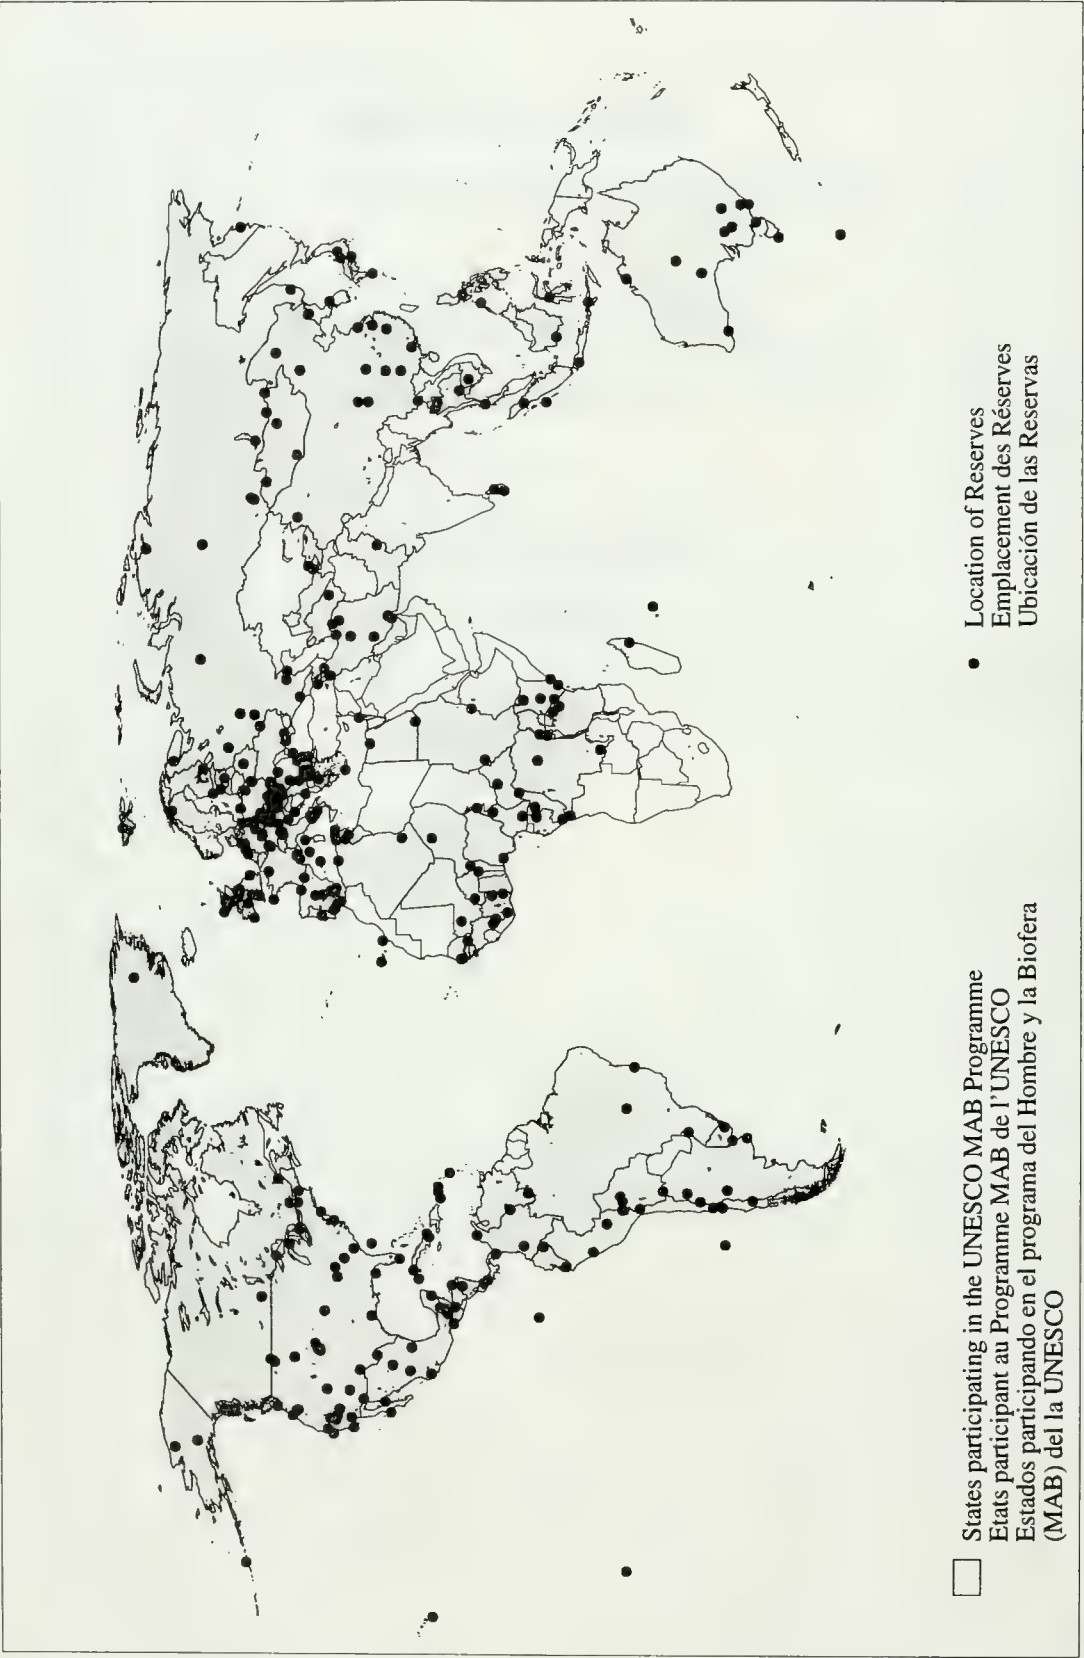 States participating in the UNESCO MAB Programme
Etats participant au Programme MAB de l'UNESCO
Estados participando en el programa del Hombre y la Biofera
(MAB) del la UNESCO
Location of Reserves
Emplacement des Réserves
Ubicación de las Reservas